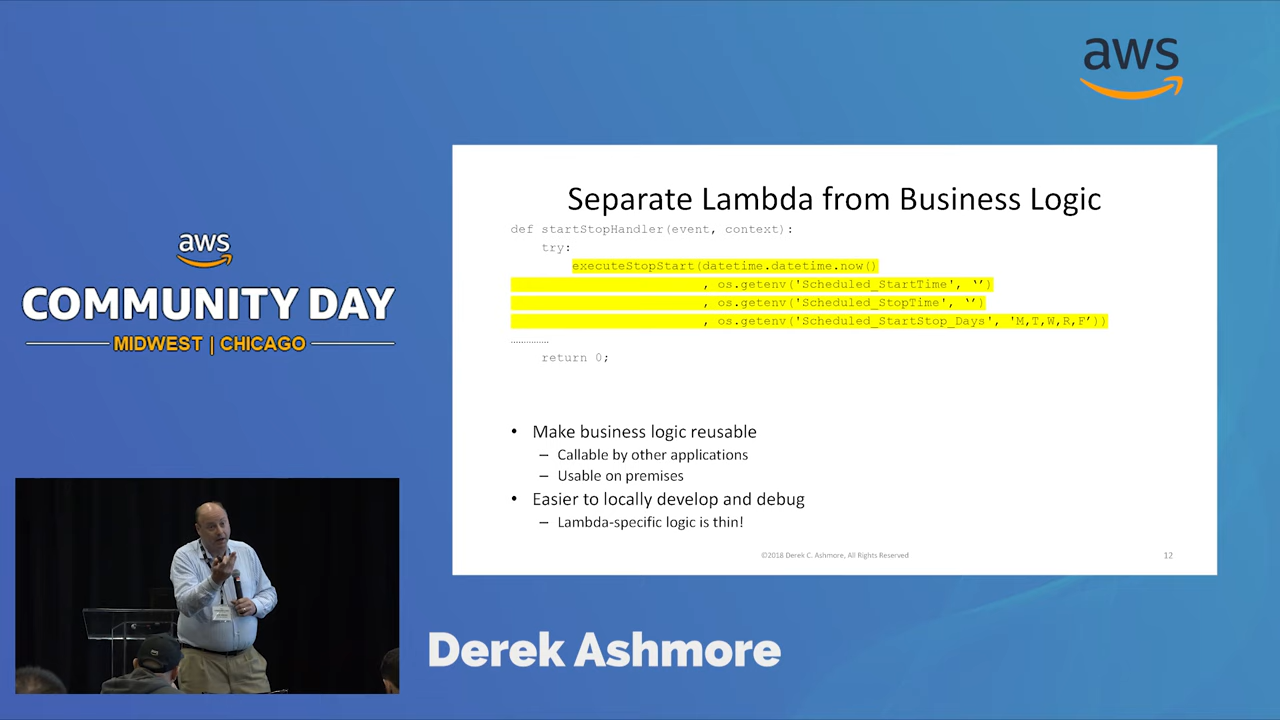 aws
aws
COMMUNITY DAY
MIDWEST | CHICAGO
Separate Lambda from Business Logic
def startStopHandler(event, context):
try:
executeStopStart(datetime.datetime.now()
, os.getenv('Scheduled_StartTime', ‘’)
, os.getenv('Scheduled_StopTime', ‘’)
, os.getenv('Scheduled_StartStop_Days', 'M,T,W,R,F’))
……………
return 0;
• Make business logic reusable
– Callable by other applications
– Usable on premises
• Easier to locally develop and debug
– Lambda-specific logic is thin!
©2018 Derek C. Ashmore, All Rights Reserved
12
Derek Ashmore